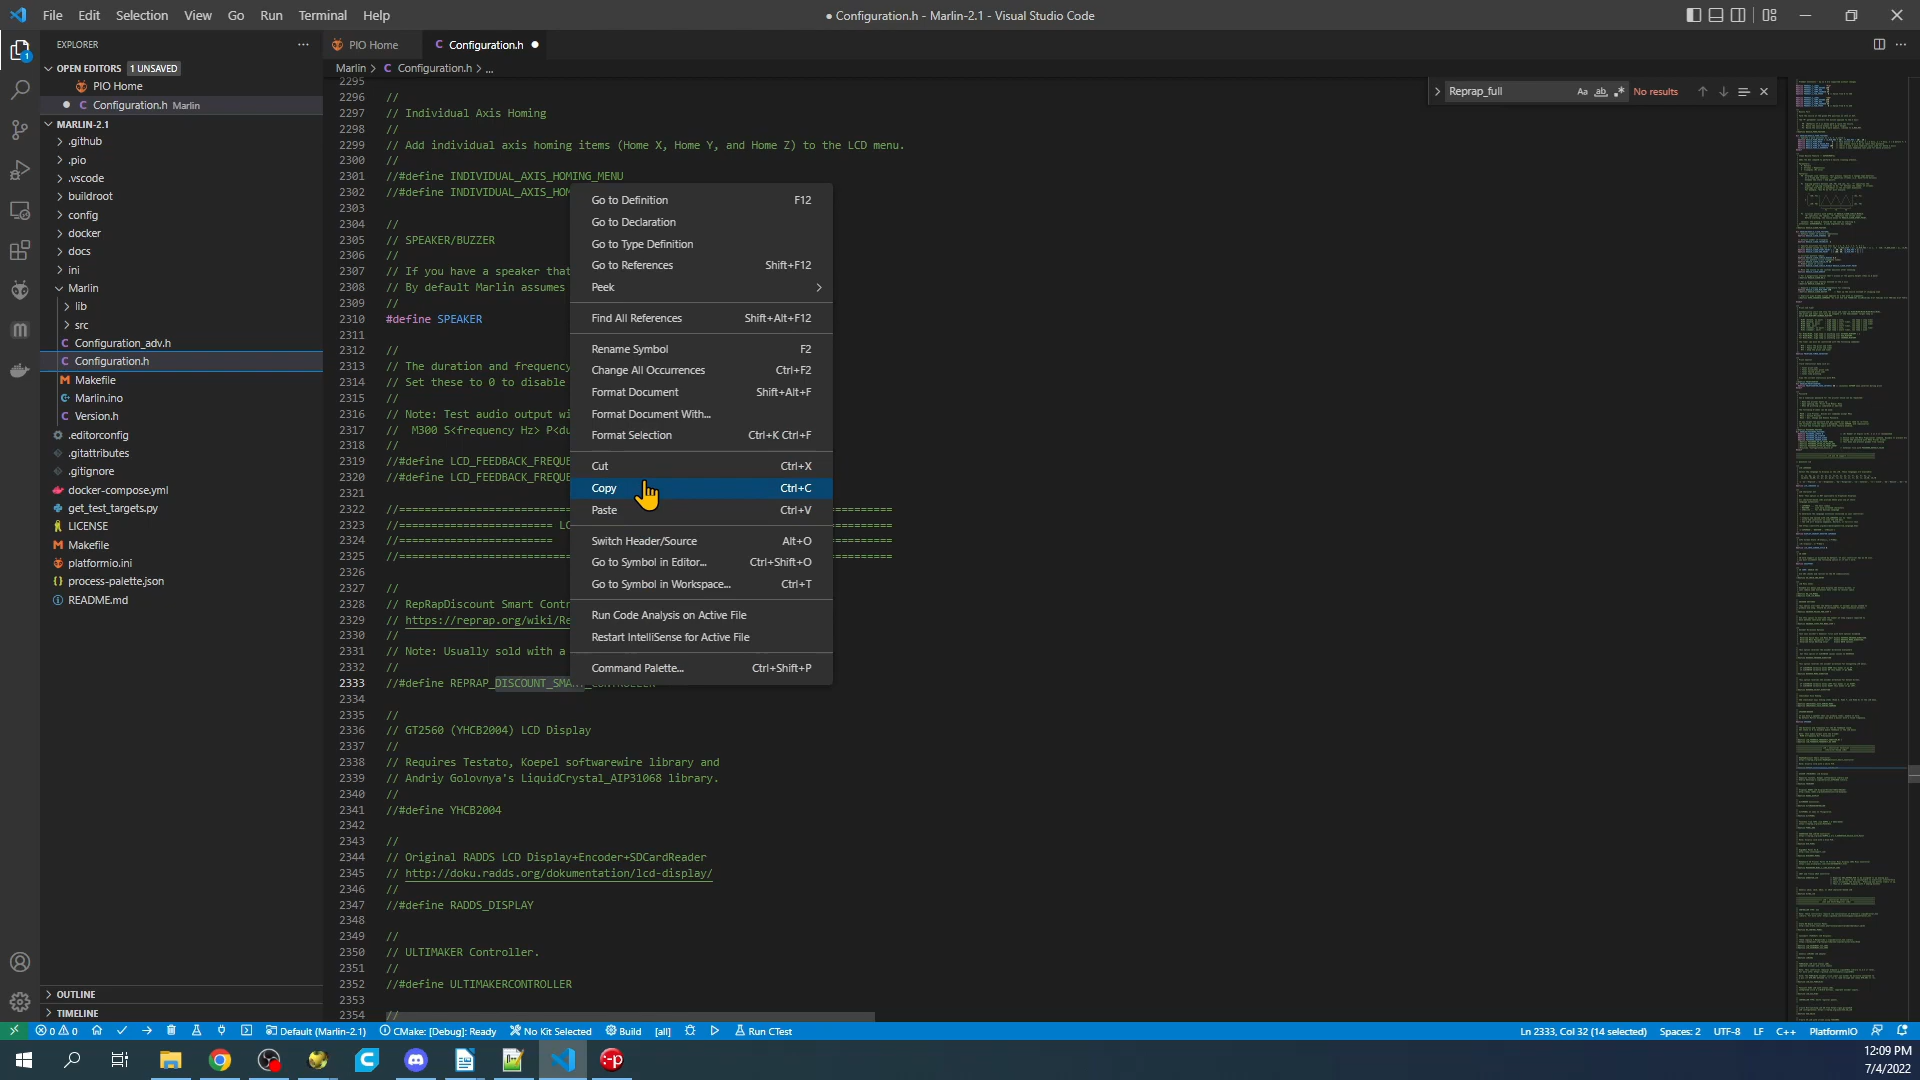 File Edit Selection View Go Run Terminal Help
● Configuration.h - Marlin-2.1 - Visual Studio Code
EXPLORER
OPEN EDITORS 1 UNSAVED
PIO Home
Configuration.h Marlin
MARLIN-2.1
.github
.pio
.vscode
buildroot
config
docker
docs
ini
Marlin
lib
src
Configuration_adv.h
Configuration.h
Makefile
Marlin.ino
Version.h
.editorconfig
.gitattributes
.gitignore
docker-compose.yml
get_test_targets.py
LICENSE
Makefile
platformio.ini
process-palette.json
README.md
OUTLINE
TIMELINE
PIO Home
Configuration.h
Marlin > C Configuration.h > ...
Reprap_full
No results
2295
2296 //
2297 // Individual Axis Homing
2298 //
2299 // Add individual axis homing items (Home X, Home Y, and Home Z) to the LCD menu.
2300 //
2301 //#define INDIVIDUAL_AXIS_HOMING_MENU
2302 //#define INDIVIDUAL_AXIS_HOM
2303
2304 //
2305 // SPEAKER/BUZZER
2306 //
2307 // If you have a speaker that
2308 // By default Marlin assumes
2309 //
2310 #define SPEAKER
2311
2312 //
2313 // The duration and frequency
2314 // Set these to 0 to disable
2315 //
2316 // Note: Test audio output wi
2317 // M300 S<frequency Hz> P<du
2318 //
2319 //#define LCD_FEEDBACK_FREQUE
2320 //#define LCD_FEEDBACK_FREQUE
2321
2322 //=============================
2323 //======================== LC
2324 //========================
2325 //=============================
2326
2327 //
2328 // RepRapDiscount Smart Contr
2329 // https://reprap.org/wiki/Re
2330 //
2331 // Note: Usually sold with a
2332 //
2333 //#define REPRAP_DISCOUNT_SMART_CONTROLLER
2334
2335 //
2336 // GT2560 (YHCB2004) LCD Display
2337 //
2338 // Requires Testato, Koepel softwarewire library and
2339 // Andriy Golovnya's LiquidCrystal_AIP31068 library.
2340 //
2341 //#define YHCB2004
2342
2343 //
2344 // Original RADDS LCD Display+Encoder+SDCardReader
2345 // http://doku.radds.org/dokumentation/lcd-display/
2346 //
2347 //#define RADDS_DISPLAY
2348
2349 //
2350 // ULTIMAKER Controller.
2351 //
2352 //#define ULTIMAKERCONTROLLER
2353
2354 //
Go to Definition F12
Go to Declaration
Go to Type Definition
Go to References Shift+F12
Peek
Find All References Shift+Alt+F12
Rename Symbol F2
Change All Occurrences Ctrl+F2
Format Document Shift+Alt+F
Format Document With...
Format Selection Ctrl+K Ctrl+F
Cut Ctrl+X
Copy Ctrl+C
Paste Ctrl+V
Switch Header/Source Alt+O
Go to Symbol in Editor... Ctrl+Shift+O
Go to Symbol in Workspace... Ctrl+T
Run Code Analysis on Active File
Restart IntelliSense for Active File
Command Palette... Ctrl+Shift+P
0 0 Default (Marlin-2.1) CMake: [Debug]: Ready No Kit Selected Build [all] Run CTest Ln 2333, Col 32 (14 selected) Spaces: 2 UTF-8 LF C++ PlatformIO
12:09 PM
7/4/2022